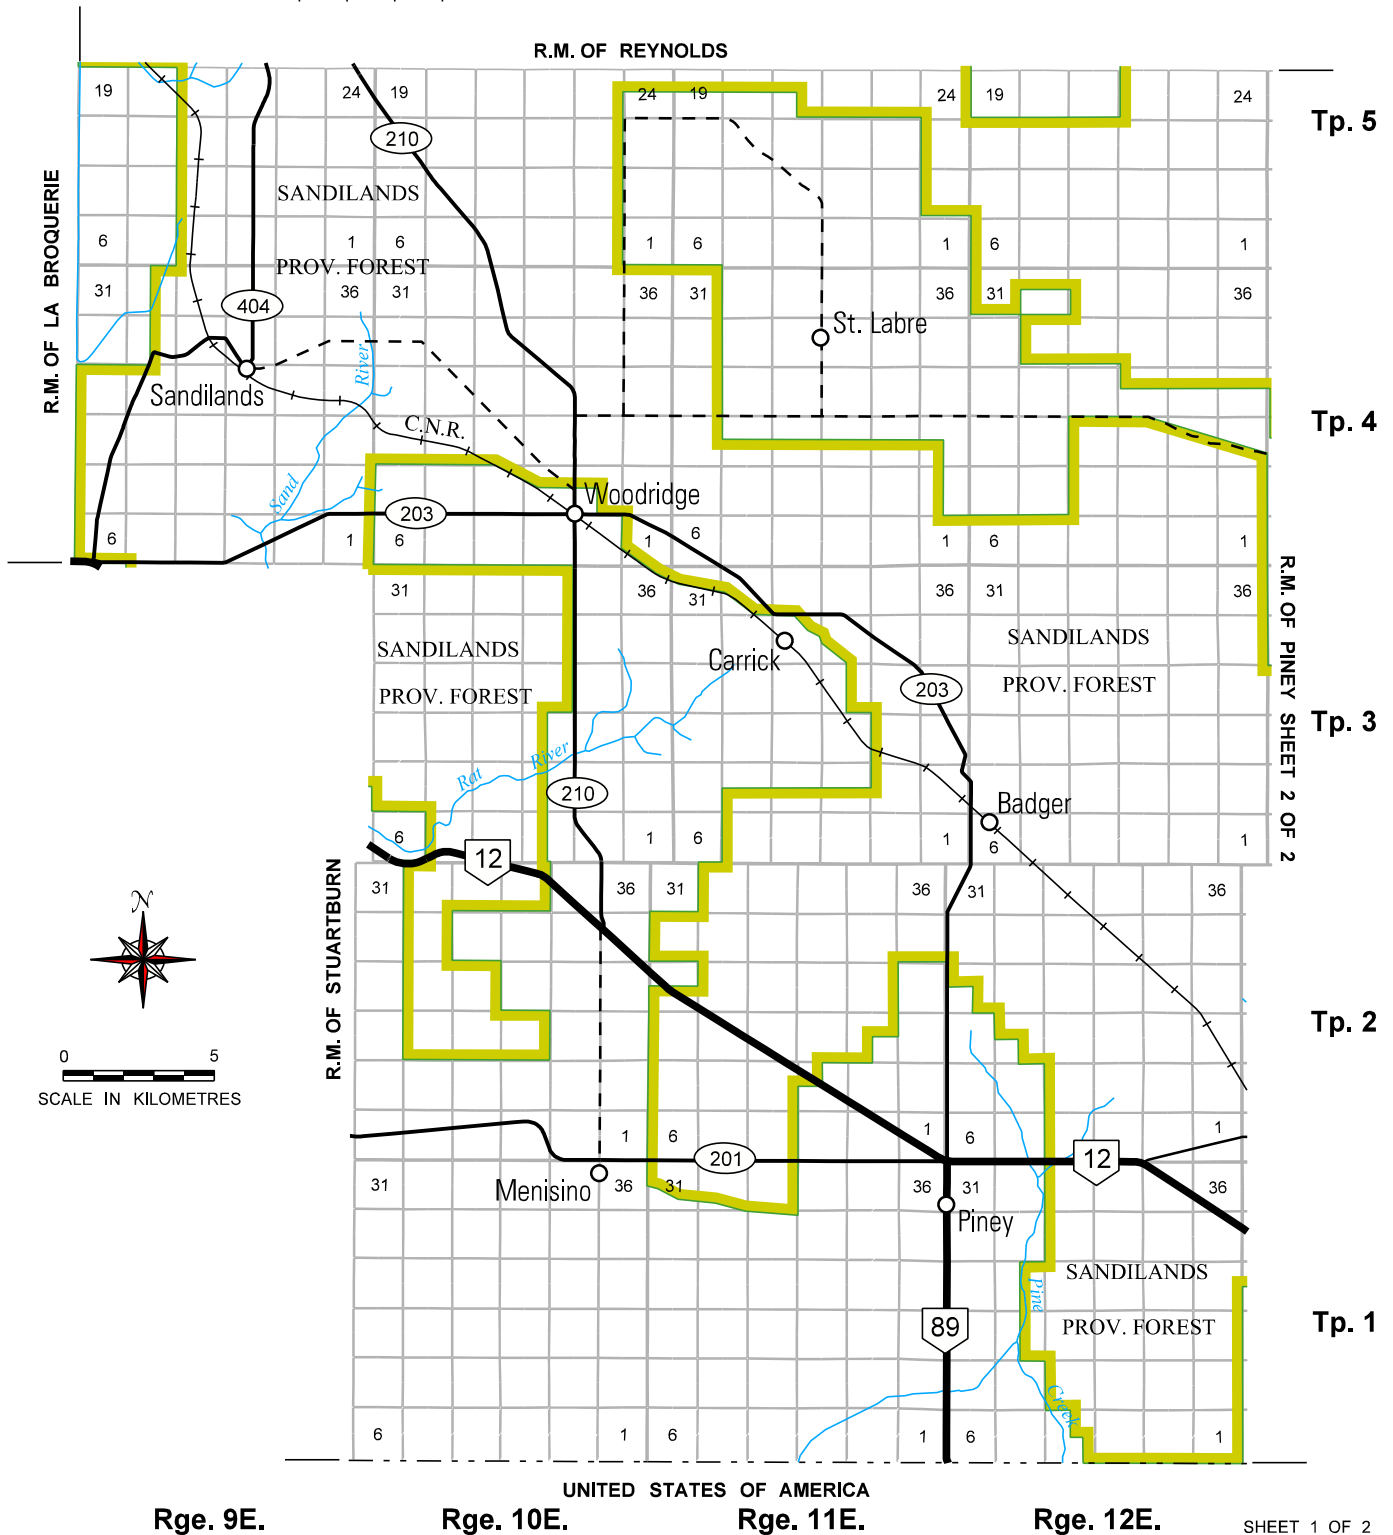 R.M. OF REYNOLDS
19 24 19 24 19 24 19 24
Tp. 5
210
SANDILANDS
R.M. OF LA BROQUERIE
6 1 6 1 6 1 6 1
PROV. FOREST
31 36 31 36 31 36 31 36
404
St. Labre
River
Sandilands
Tp. 4
C.N.R.
Sand
Woodridge
203
6 1 6 1 6 1 6 1
31 36 31 36 31 36
R.M. OF PINEY SHEET 2 OF 2
SANDILANDS
PROV. FOREST
Carrick
SANDILANDS
PROV. FOREST
203
Tp. 3
Rat River
210
Badger
6 1 6 1 6 1
12
31 36 31 36 31 36
R.M. OF STUARTBURN
N
Tp. 2
0 5
SCALE IN KILOMETRES
1 6 1 6 1
201
12
31 36 31 36 31 36
Menisino
Piney
SANDILANDS
PROV. FOREST
Pine
89
Tp. 1
Creek
6 1 6 1 6 1
UNITED STATES OF AMERICA
Rge. 9E. Rge. 10E. Rge. 11E. Rge. 12E.
SHEET 1 OF 2